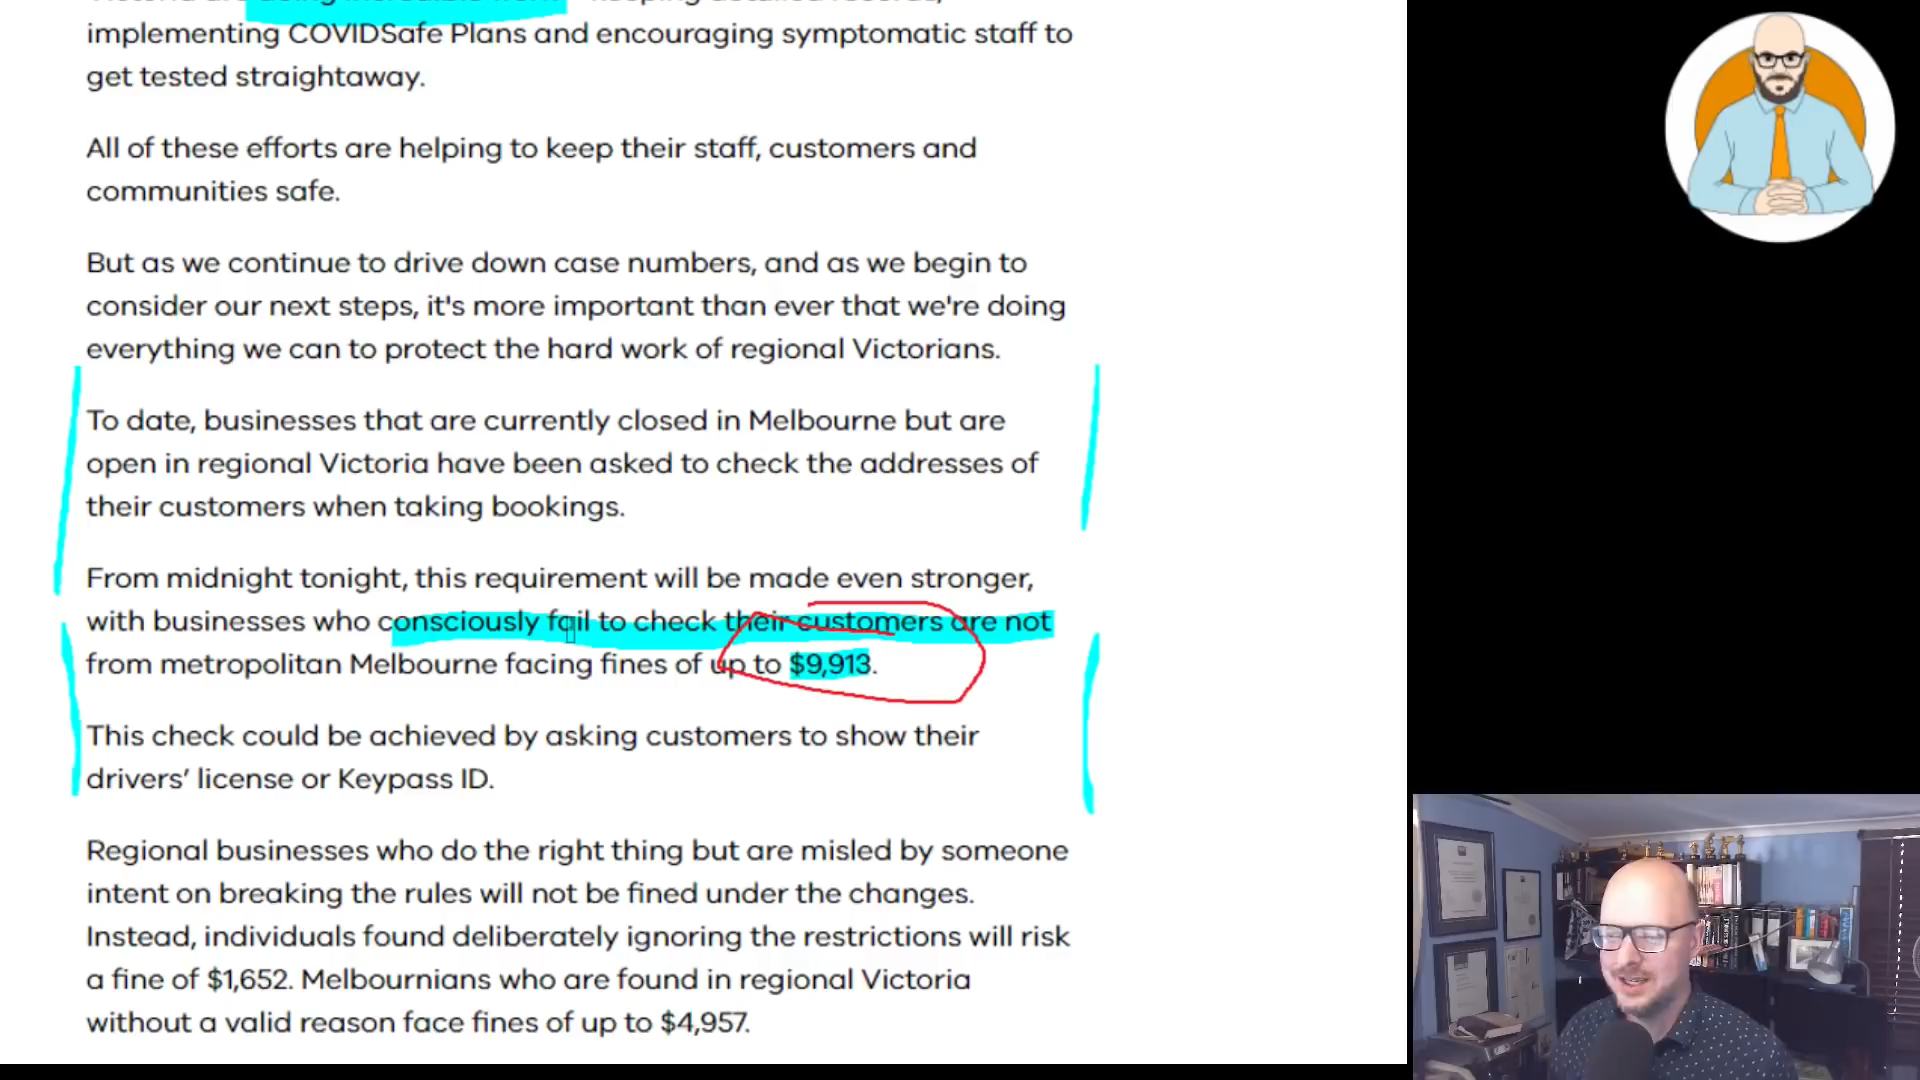 implementing COVIDSafe Plans and encouraging symptomatic staff to
get tested straightaway.
All of these efforts are helping to keep their staff, customers and
communities safe.
But as we continue to drive down case numbers, and as we begin to
consider our next steps, it's more important than ever that we're doing
everything we can to protect the hard work of regional Victorians.
To date, businesses that are currently closed in Melbourne but are
open in regional Victoria have been asked to check the addresses of
their customers when taking bookings.
From midnight tonight, this requirement will be made even stronger,
with businesses who consciously fail to check their customers are not
from metropolitan Melbourne facing fines of up to $9,913.
This check could be achieved by asking customers to show their
drivers’ license or Keypass ID.
Regional businesses who do the right thing but are misled by someone
intent on breaking the rules will not be fined under the changes.
Instead, individuals found deliberately ignoring the restrictions will risk
a fine of $1,652. Melbournians who are found in regional Victoria
without a valid reason face fines of up to $4,957.